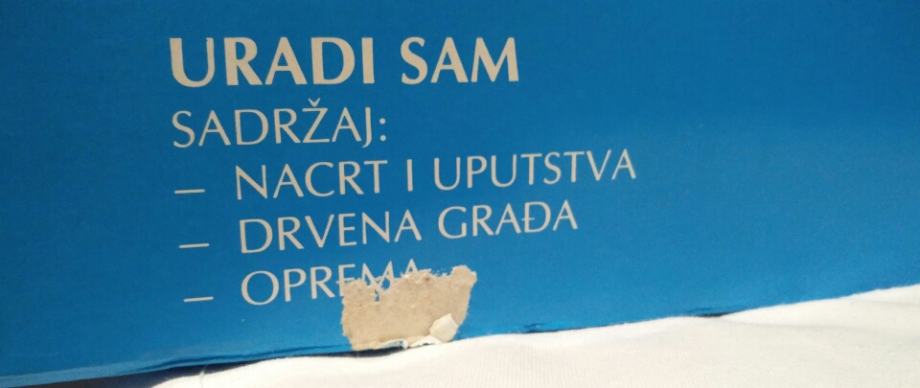 URADI SAM
SADRŽAJ:
– NACRT I UPUTSTVA
– DRVENA GRAĐA
– OPREMA